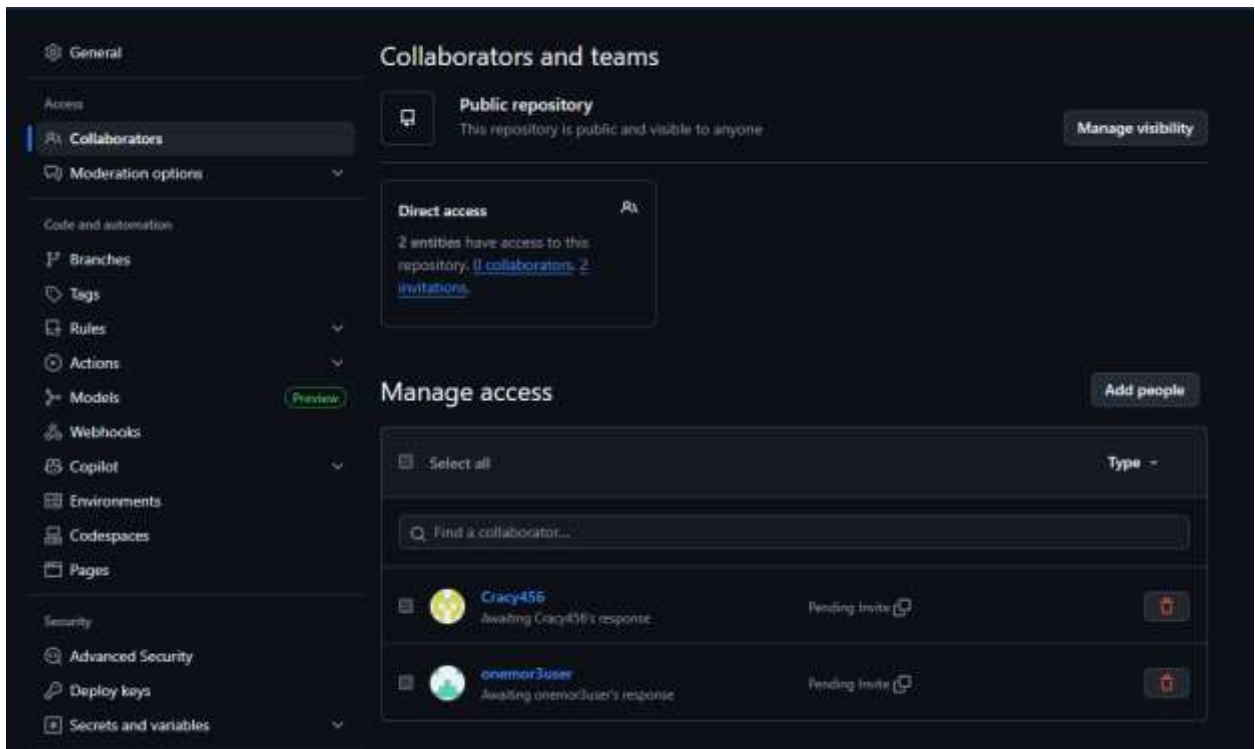 General
Access
Collaborators
Moderation options
Code and automation
Branches
Tags
Rules
Actions
Models Preview
Webhooks
Copilot
Environments
Codespaces
Pages
Security
Advanced Security
Deploy keys
Secrets and variables
Collaborators and teams
Public repository
This repository is public and visible to anyone
Manage visibility
Direct access
2 entities have access to this
repository. 0 collaborators. 2
invitations.
Manage access
Add people
Select all
Type
Find a collaborator...
Cracy456
Awaiting Cracy456's response
Pending Invite
onemor3user
Awaiting onemor3user's response
Pending Invite